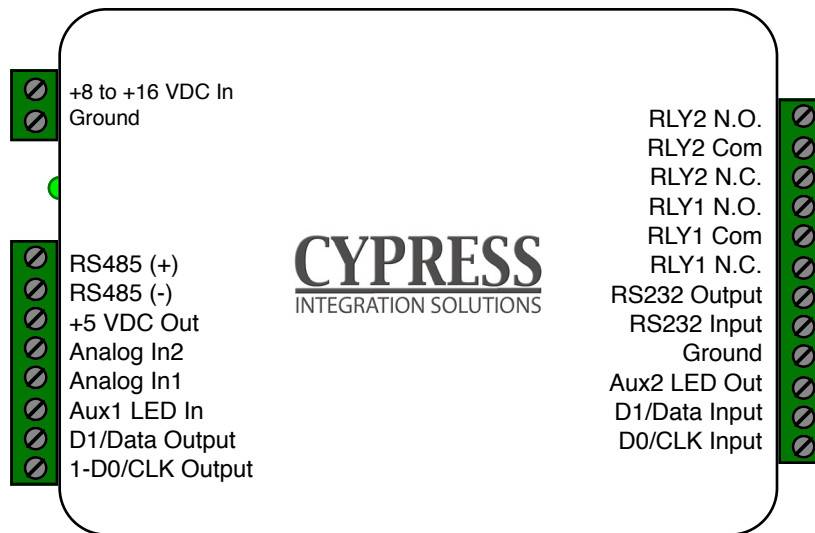 +8 to +16 VDC In
Ground
RS485 (+)
RS485 (-)
+5 VDC Out
Analog In2
Analog In1
Aux1 LED In
D1/Data Output
1-D0/CLK Output
CYPRESS
INTEGRATION SOLUTIONS
RLY2 N.O.
RLY2 Com
RLY2 N.C.
RLY1 N.O.
RLY1 Com
RLY1 N.C.
RS232 Output
RS232 Input
Ground
Aux2 LED Out
D1/Data Input
D0/CLK Input